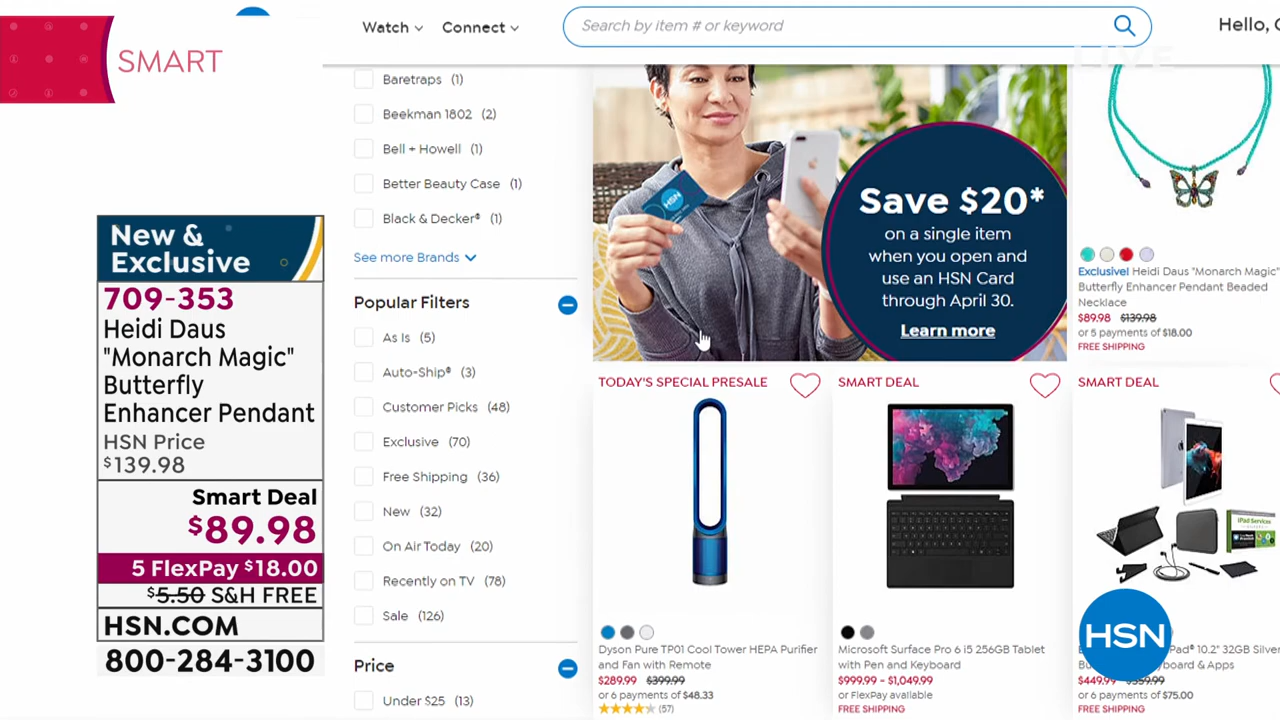 SMART
New &
Exclusive
709-353
Heidi Daus
"Monarch Magic"
Butterfly
Enhancer Pendant
HSN Price
$139.98
Smart Deal
$89.98
5 FlexPay $18.00
$5.50 S&H FREE
HSN.COM
800-284-3100
Watch Connect
Search by item # or keyword
Hello,
LIVE
Baretraps (1)
Beekman 1802 (2)
Bell + Howell (1)
Better Beauty Case (1)
Black & Decker® (1)
See more Brands
Popular Filters
As Is (5)
Auto-Ship® (3)
Customer Picks (48)
Exclusive (70)
Free Shipping (36)
New (32)
On Air Today (20)
Recently on TV (78)
Sale (126)
Price
Under $25 (13)
HSN
Save $20*
on a single item
when you open and
use an HSN Card
through April 30.
Learn more
Exclusive! Heidi Daus "Monarch Magic"
Butterfly Enhancer Pendant Beaded
Necklace
$89.98 $139.98
or 5 payments of $18.00
FREE SHIPPING
TODAY'S SPECIAL PRESALE
Dyson Pure TP01 Cool Tower HEPA Purifier
and Fan with Remote
$289.99 $399.99
or 6 payments of $48.33
(57)
SMART DEAL
Microsoft Surface Pro 6 i5 256GB Tablet
with Pen and Keyboard
$999.99 - $1,049.99
or FlexPay available
FREE SHIPPING
SMART DEAL
iPad Services
HSN
Pad® 10.2" 32GB Silver
yboard & Apps
$449.99
or 6 payments of $75.00
FREE SHIPPING